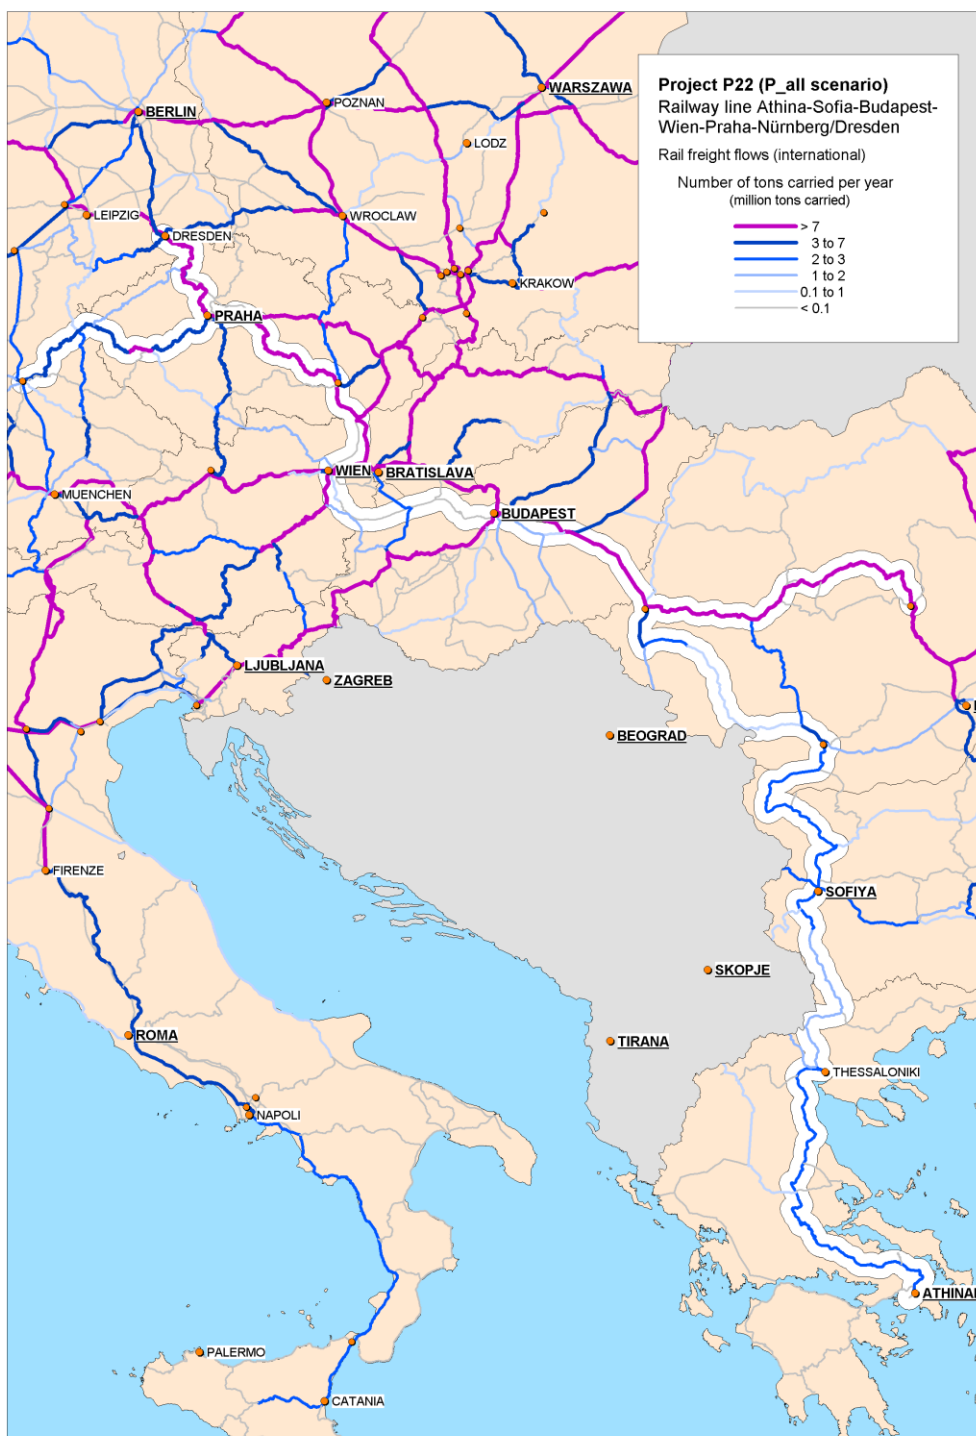 Project P22 (P_all scenario)
Railway line Athina-Sofia-Budapest-
Wien-Praha-Nürnberg/Dresden
Rail freight flows (international)
Number of tons carried per year
(million tons carried)
> 7
3 to 7
2 to 3
1 to 2
0.1 to 1
< 0.1
WARSZAWA
POZNAN
BERLIN
LODZ
LEIPZIG
WROCLAW
DRESDEN
KRAKOW
PRAHA
WIEN
BRATISLAVA
MUENCHEN
BUDAPEST
LJUBLJANA
ZAGREB
BEOGRAD
FIRENZE
SOFIYA
SKOPJE
ROMA
TIRANA
THESSALONIKI
NAPOLI
ATHINAI
PALERMO
CATANIA